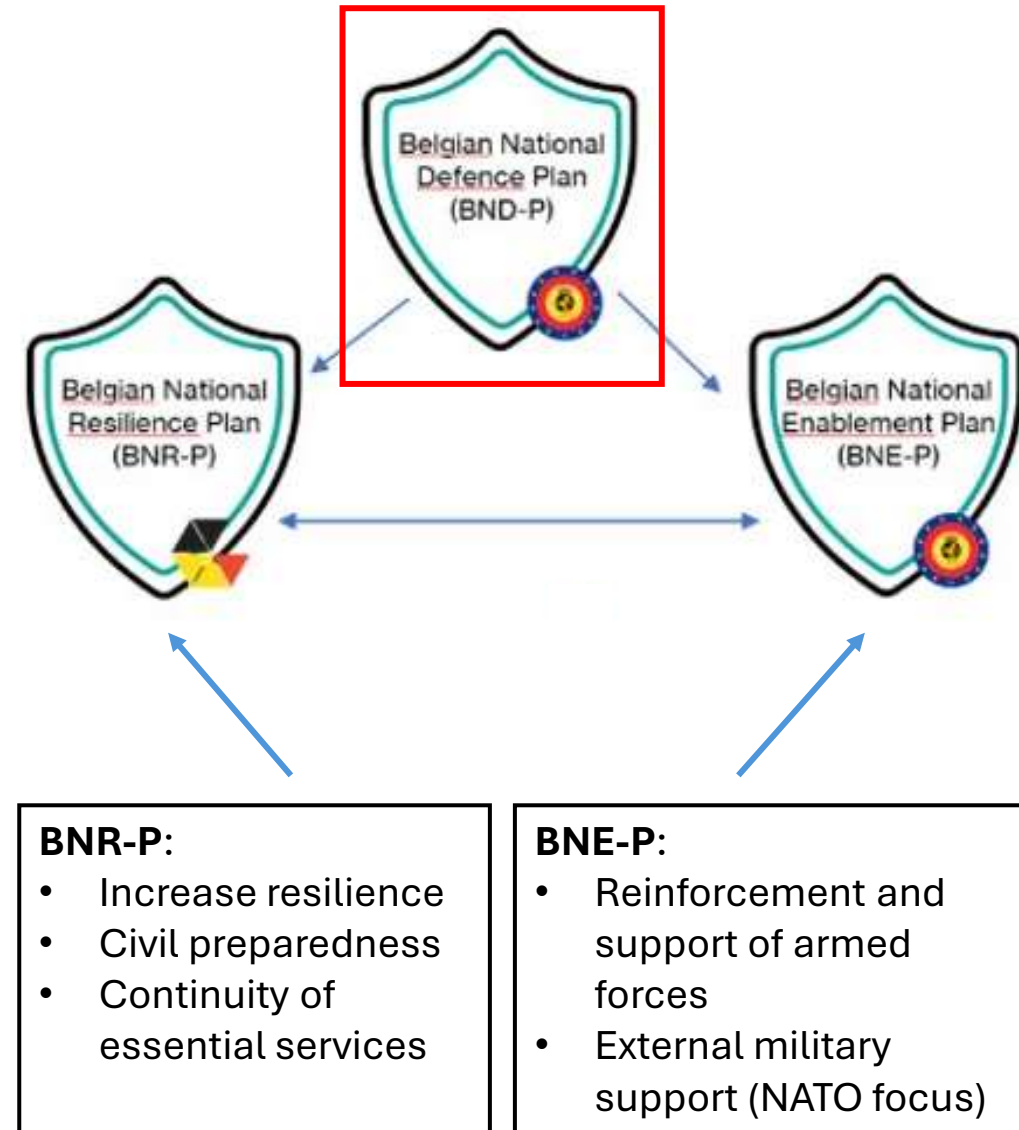 Belgian National
Defence Plan
(BND-P)
Belgian National
Resilience Plan
(BNR-P)
Belgian National
Enablement Plan
(BNE-P)
BNR-P:
• Increase resilience
• Civil preparedness
• Continuity of
essential services
BNE-P:
• Reinforcement and
support of armed
forces
• External military
support (NATO focus)